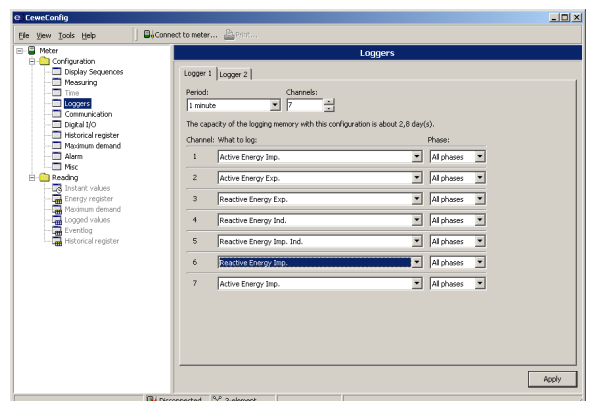 CeweConfig
File View Tools Help
Connect to meter...
Print...
Meter
Configuration
Display Sequences
Measuring
Time
Loggers
Communication
Digital I/O
Historical register
Maximum demand
Alarm
Misc
Reading
Instant values
Energy register
Maximum demand
Logged values
Eventlog
Historical register
Loggers
Logger 1 Logger 2
Period: Channels:
1 minute 7
The capacity of the logging memory with this configuration is about 2,8 day(s).
Channel: What to log: Phase:
1 Active Energy Imp. All phases
2 Active Energy Exp. All phases
3 Reactive Energy Exp. All phases
4 Reactive Energy Ind. All phases
5 Reactive Energy Imp. Ind. All phases
6 Reactive Energy Imp. All phases
7 Active Energy Imp. All phases
Apply
Disconnected 3-element